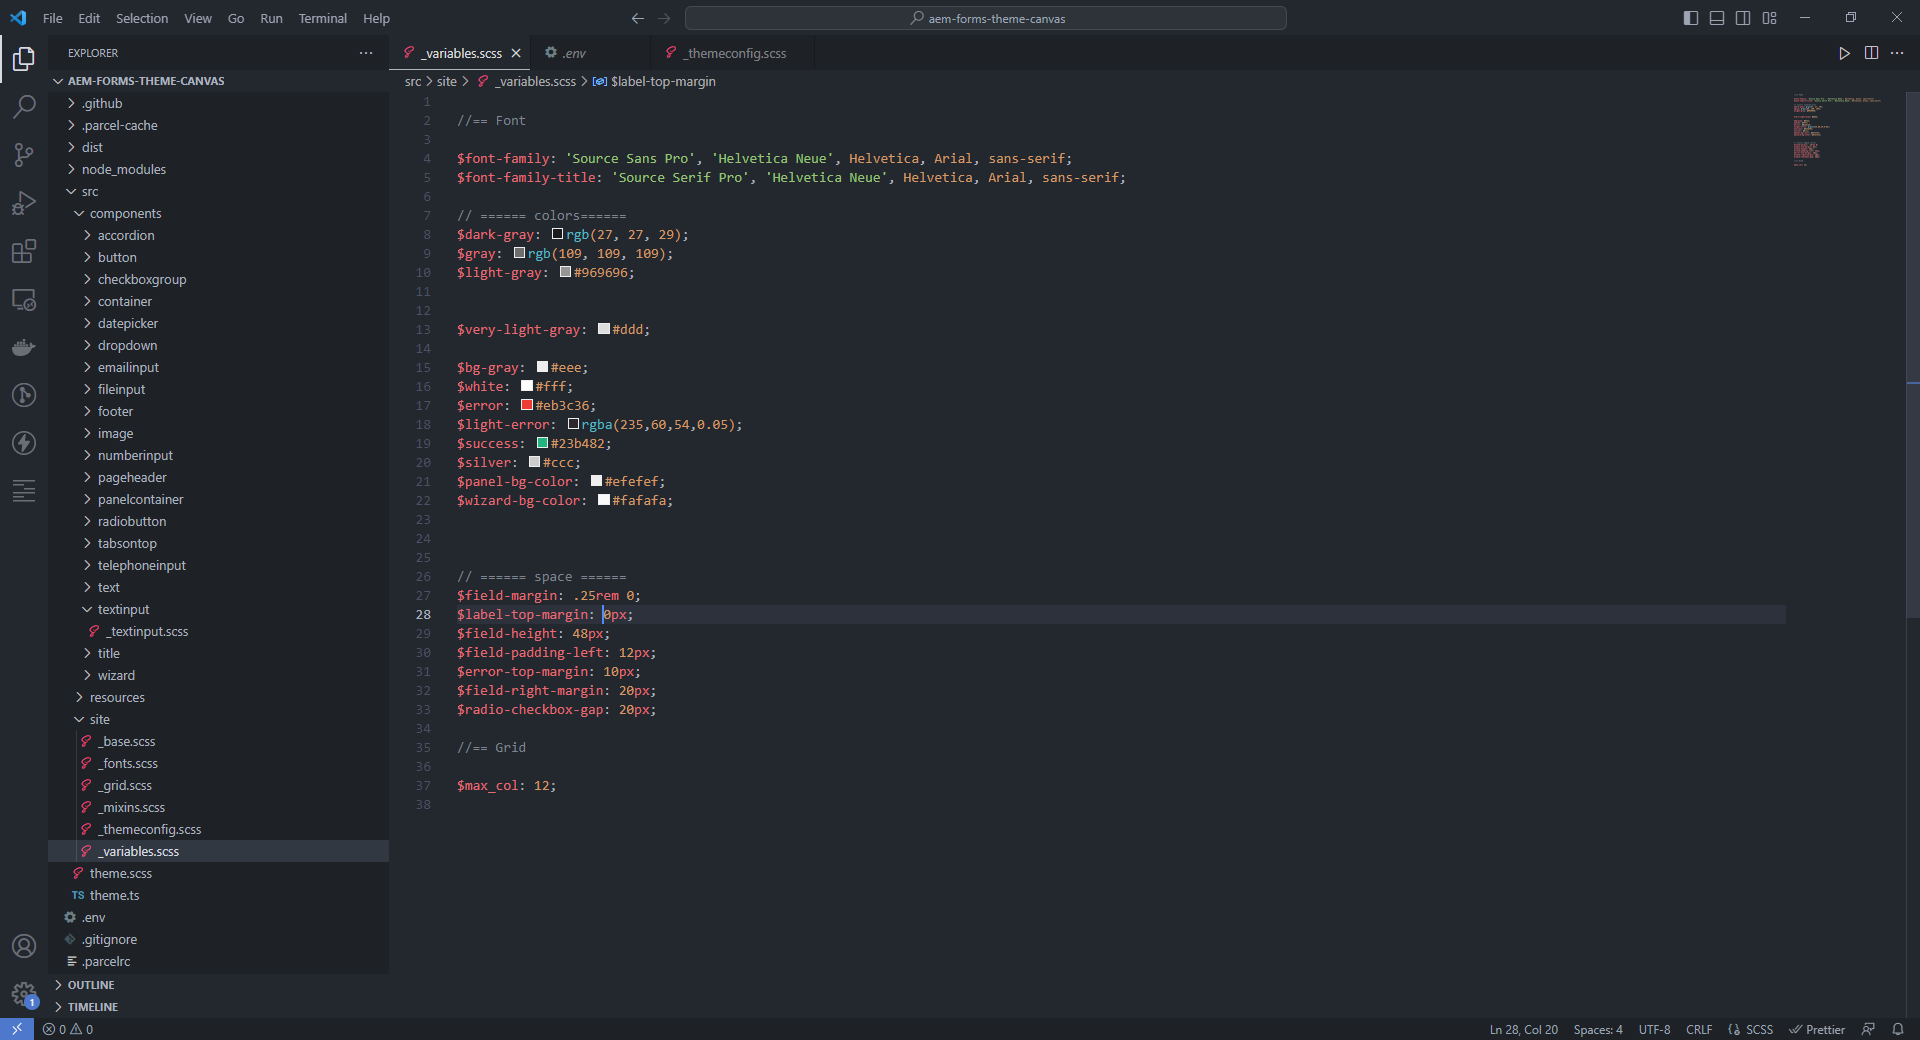 File Edit Selection View Go Run Terminal Help
aem-forms-theme-canvas
EXPLORER
AEM-FORMS-THEME-CANVAS
.github
.parcel-cache
dist
node_modules
src
components
accordion
button
checkboxgroup
container
datepicker
dropdown
emailinput
fileinput
footer
image
numberinput
pageheader
panelcontainer
radiobutton
tabsontop
telephoneinput
text
textinput
_textinput.scss
title
wizard
resources
site
_base.scss
_fonts.scss
_grid.scss
_mixins.scss
_themeconfig.scss
_variables.scss
theme.scss
TS theme.ts
.env
.gitignore
.parcelrc
OUTLINE
TIMELINE
1
_variables.scss .env _themeconfig.scss
src > site > _variables.scss > $label-top-margin
1
2 //== Font
3
4 $font-family: 'Source Sans Pro', 'Helvetica Neue', Helvetica, Arial, sans-serif;
5 $font-family-title: 'Source Serif Pro', 'Helvetica Neue', Helvetica, Arial, sans-serif;
6
7 // ====== colors======
8 $dark-gray: rgb(27, 27, 29);
9 $gray: rgb(109, 109, 109);
10 $light-gray: #969696;
11
12
13 $very-light-gray: #ddd;
14
15 $bg-gray: #eee;
16 $white: #fff;
17 $error: #eb3c36;
18 $light-error: rgba(235,60,54,0.05);
19 $success: #23b482;
20 $silver: #ccc;
21 $panel-bg-color: #efefef;
22 $wizard-bg-color: #fafafa;
23
24
25
26 // ====== space ======
27 $field-margin: .25rem 0;
28 $label-top-margin: 0px;
29 $field-height: 48px;
30 $field-padding-left: 12px;
31 $error-top-margin: 10px;
32 $field-right-margin: 20px;
33 $radio-checkbox-gap: 20px;
34
35 //== Grid
36
37 $max_col: 12;
38
0 0
Ln 28, Col 20 Spaces: 4 UTF-8 CRLF SCSS Prettier